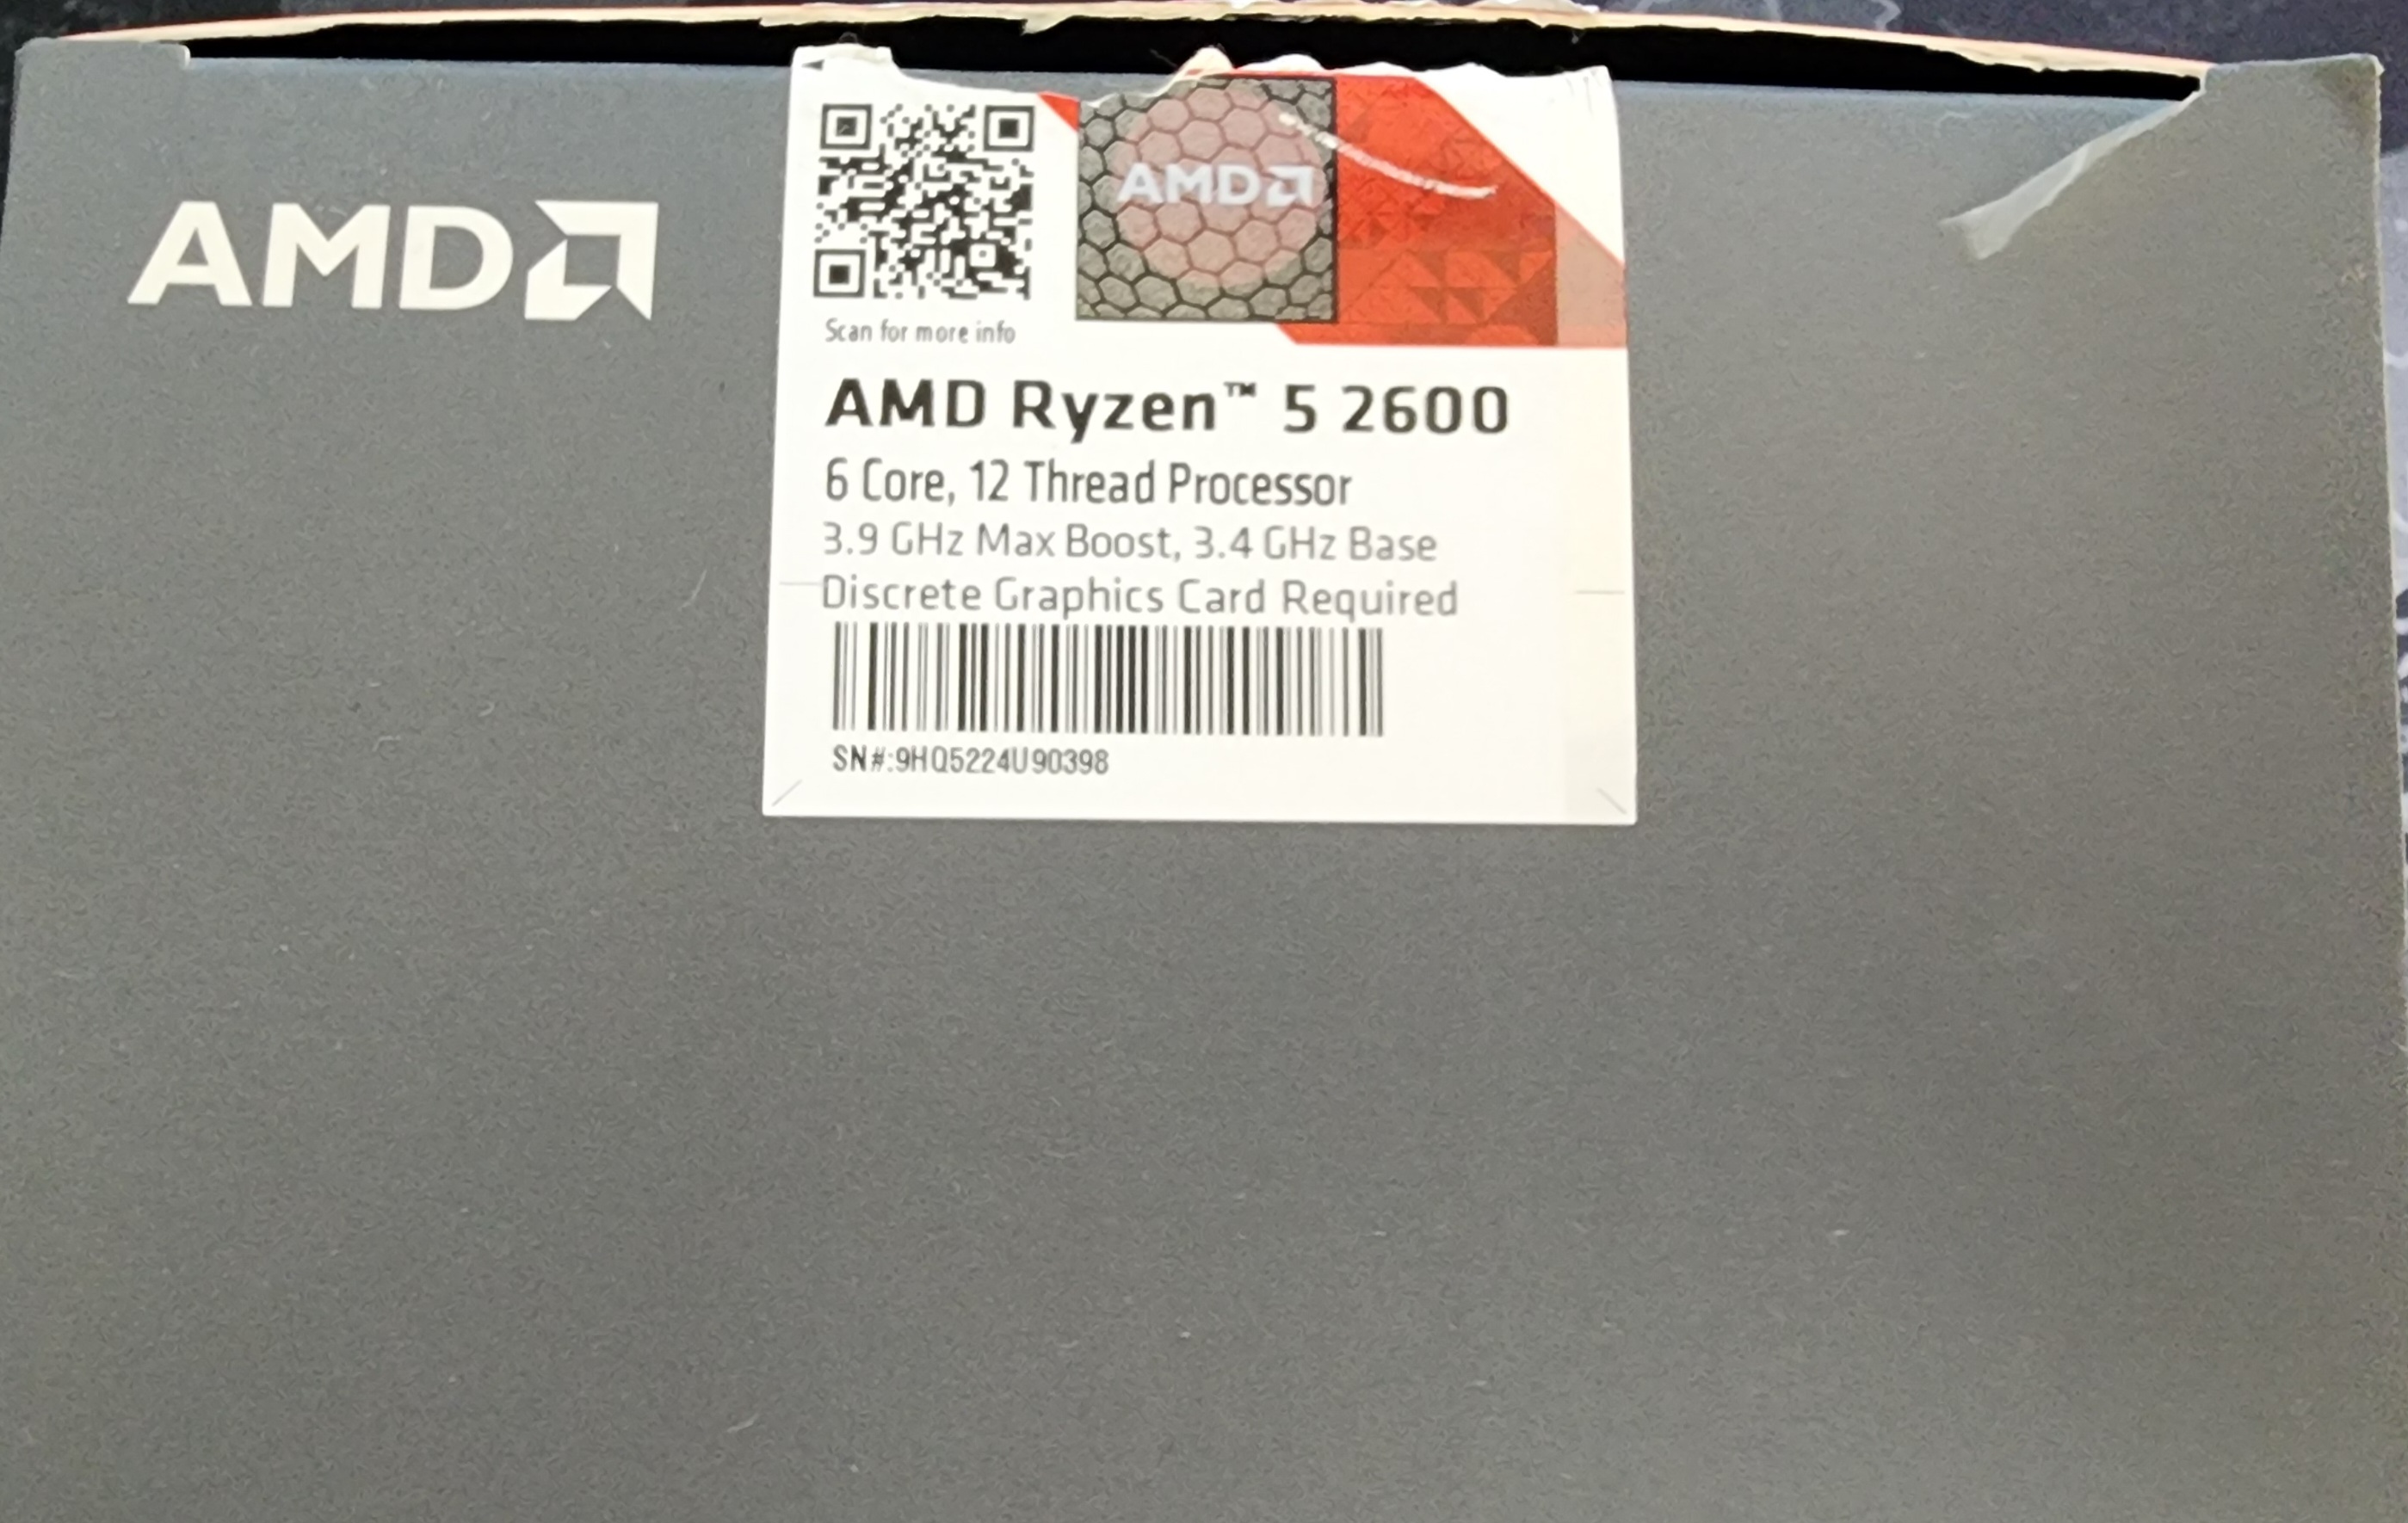 AMD
AMD
Scan for more info
AMD Ryzen™ 5 2600
6 Core, 12 Thread Processor
3.9 GHz Max Boost, 3.4 GHz Base
Discrete Graphics Card Required
SN#:9HQ5224U90398